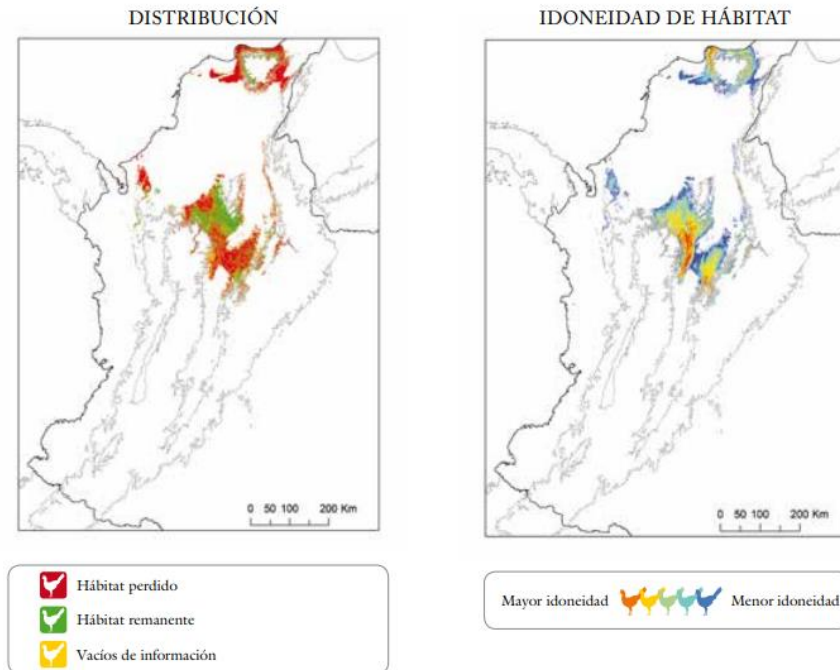 DISTRIBUCIÓN
0 50 100 200 Km
Hábitat perdido
Hábitat remanente
Vacíos de información
IDONEIDAD DE HÁBITAT
0 50 100 200 Km
Mayor idoneidad Menor idoneidad